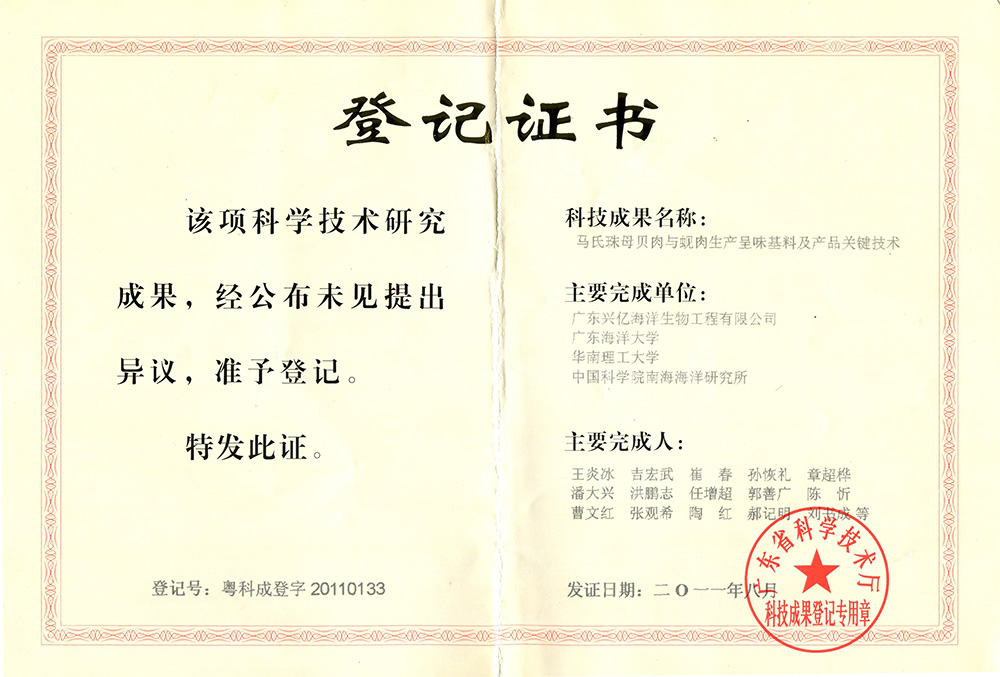 登记证书
该项科学技术研究
成果，经公布未见提出
异议，准予登记。
特发此证。
登记号：粤科成登字 20110133
科技成果名称：
马氏珠母贝肉与蚬肉生产呈味基料及产品关键技术
主要完成单位：
广东兴亿海洋生物工程有限公司
广东海洋大学
华南理工大学
中国科学院南海海洋研究所
主要完成人：
王炎冰 吉宏武 崔 春 孙恢礼 章超桦
潘大兴 洪鹏志 任增超 郭善广 陈 忻
曹文红 张观希 陶 红 郝记明 刘书成 等
发证日期：二O一一年八月
广东省科学技术厅
科技成果登记专用章